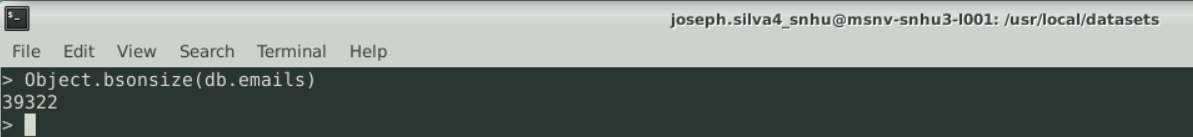 joseph.silva4_snhu@msnv-snhu3-l001: /usr/local/datasets
File Edit View Search Terminal Help
> Object.bsonsize(db.emails)
39322
>